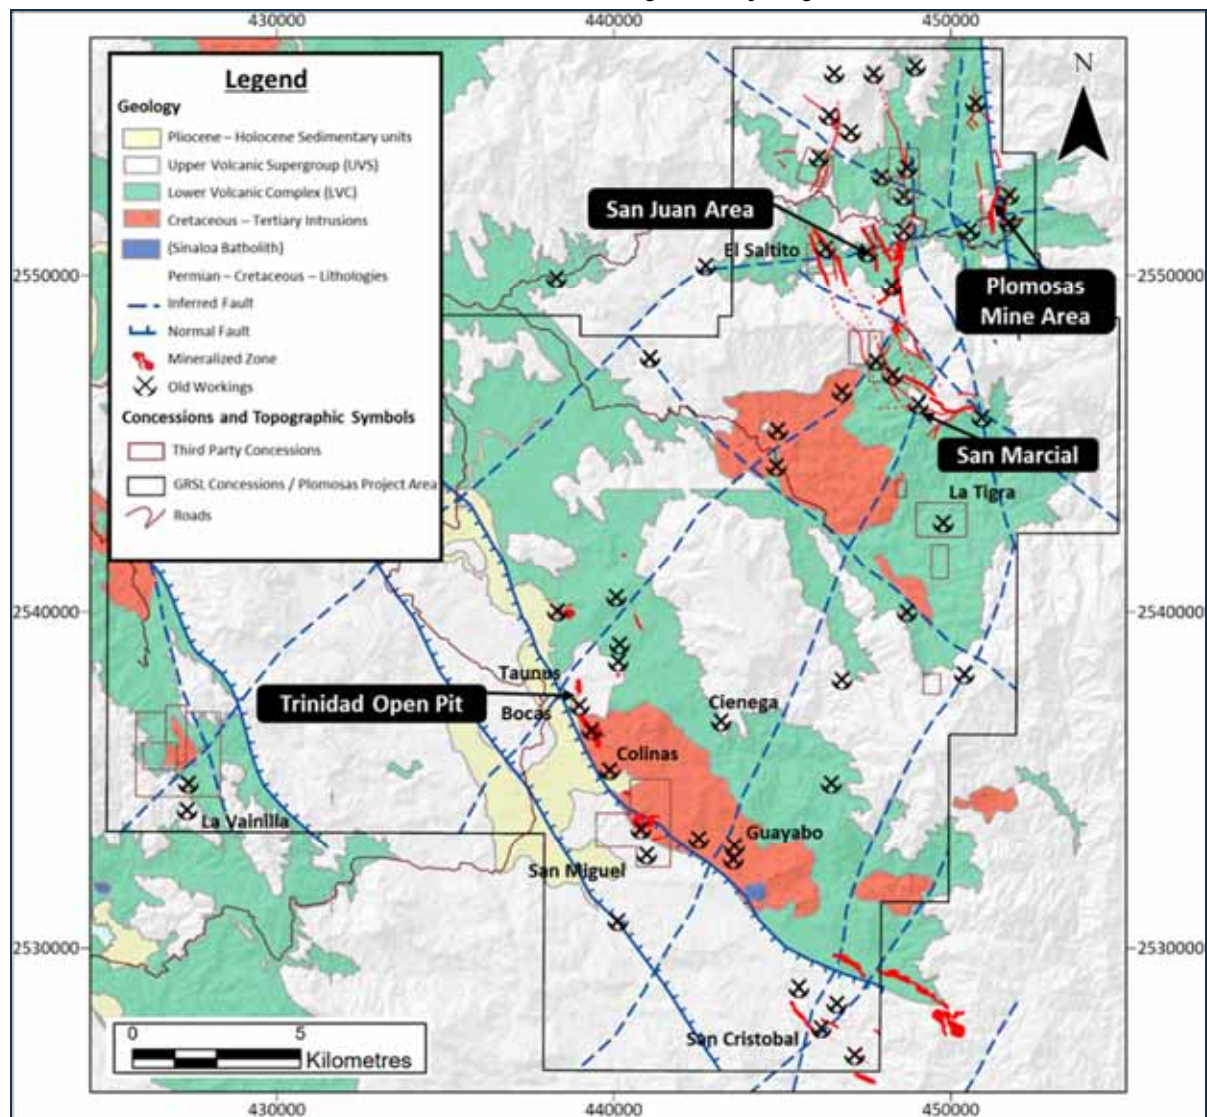 430000
440000
450000
Legend
Geology
Pliocene – Holocene Sedimentary units
Upper Volcanic Supergroup (UVS)
Lower Volcanic Complex (LVC)
Cretaceous – Tertiary Intrusions
(Sinaloa Batholith)
Permian – Cretaceous – Lithologies
Inferred Fault
Normal Fault
Mineralized Zone
Old Workings
Concessions and Topographic Symbols
Third Party Concessions
GRSL Concessions / Plomosas Project Area
Roads
N
San Juan Area
El Saltito
2550000
2550000
Plomosas
Mine Area
San Marcial
La Tigra
2540000
2540000
Taunus
Trinidad Open Pit
Bocas
Cienega
Colinas
La Vainilla
Guayabo
San Miguel
2530000
2530000
San Cristobal
0
5
Kilometres
430000
440000
450000